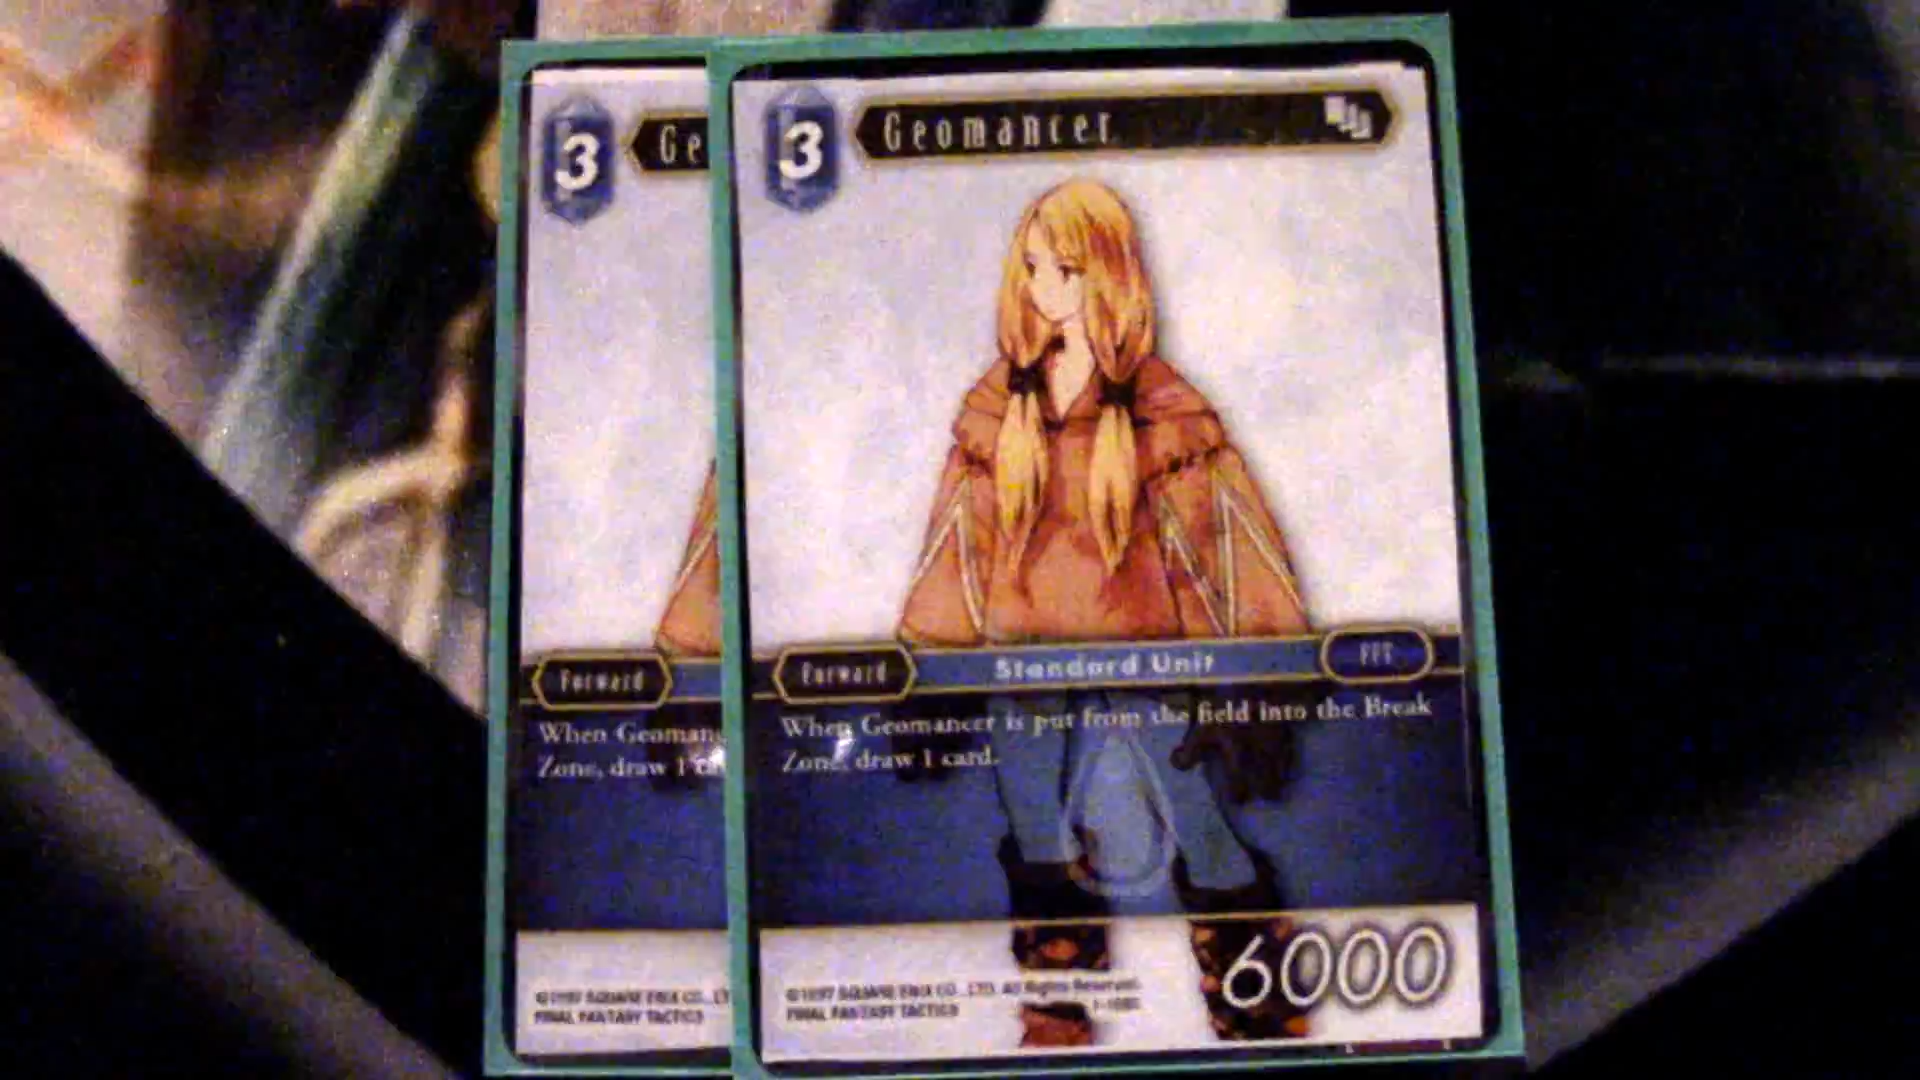 3
Ge
Forward
When Geomanc
Zone, draw 1 ca
©1997 SQUARE ENIX CO., LT
FINAL FANTASY TACTICS
3
Geomancer
Forward
Standard Unit
FFT
When Geomancer is put from the field into the Break
Zone, draw 1 card.
6000
©1997 SQUARE ENIX CO., LTD. All Rights Reserved.
FINAL FANTASY TACTICS